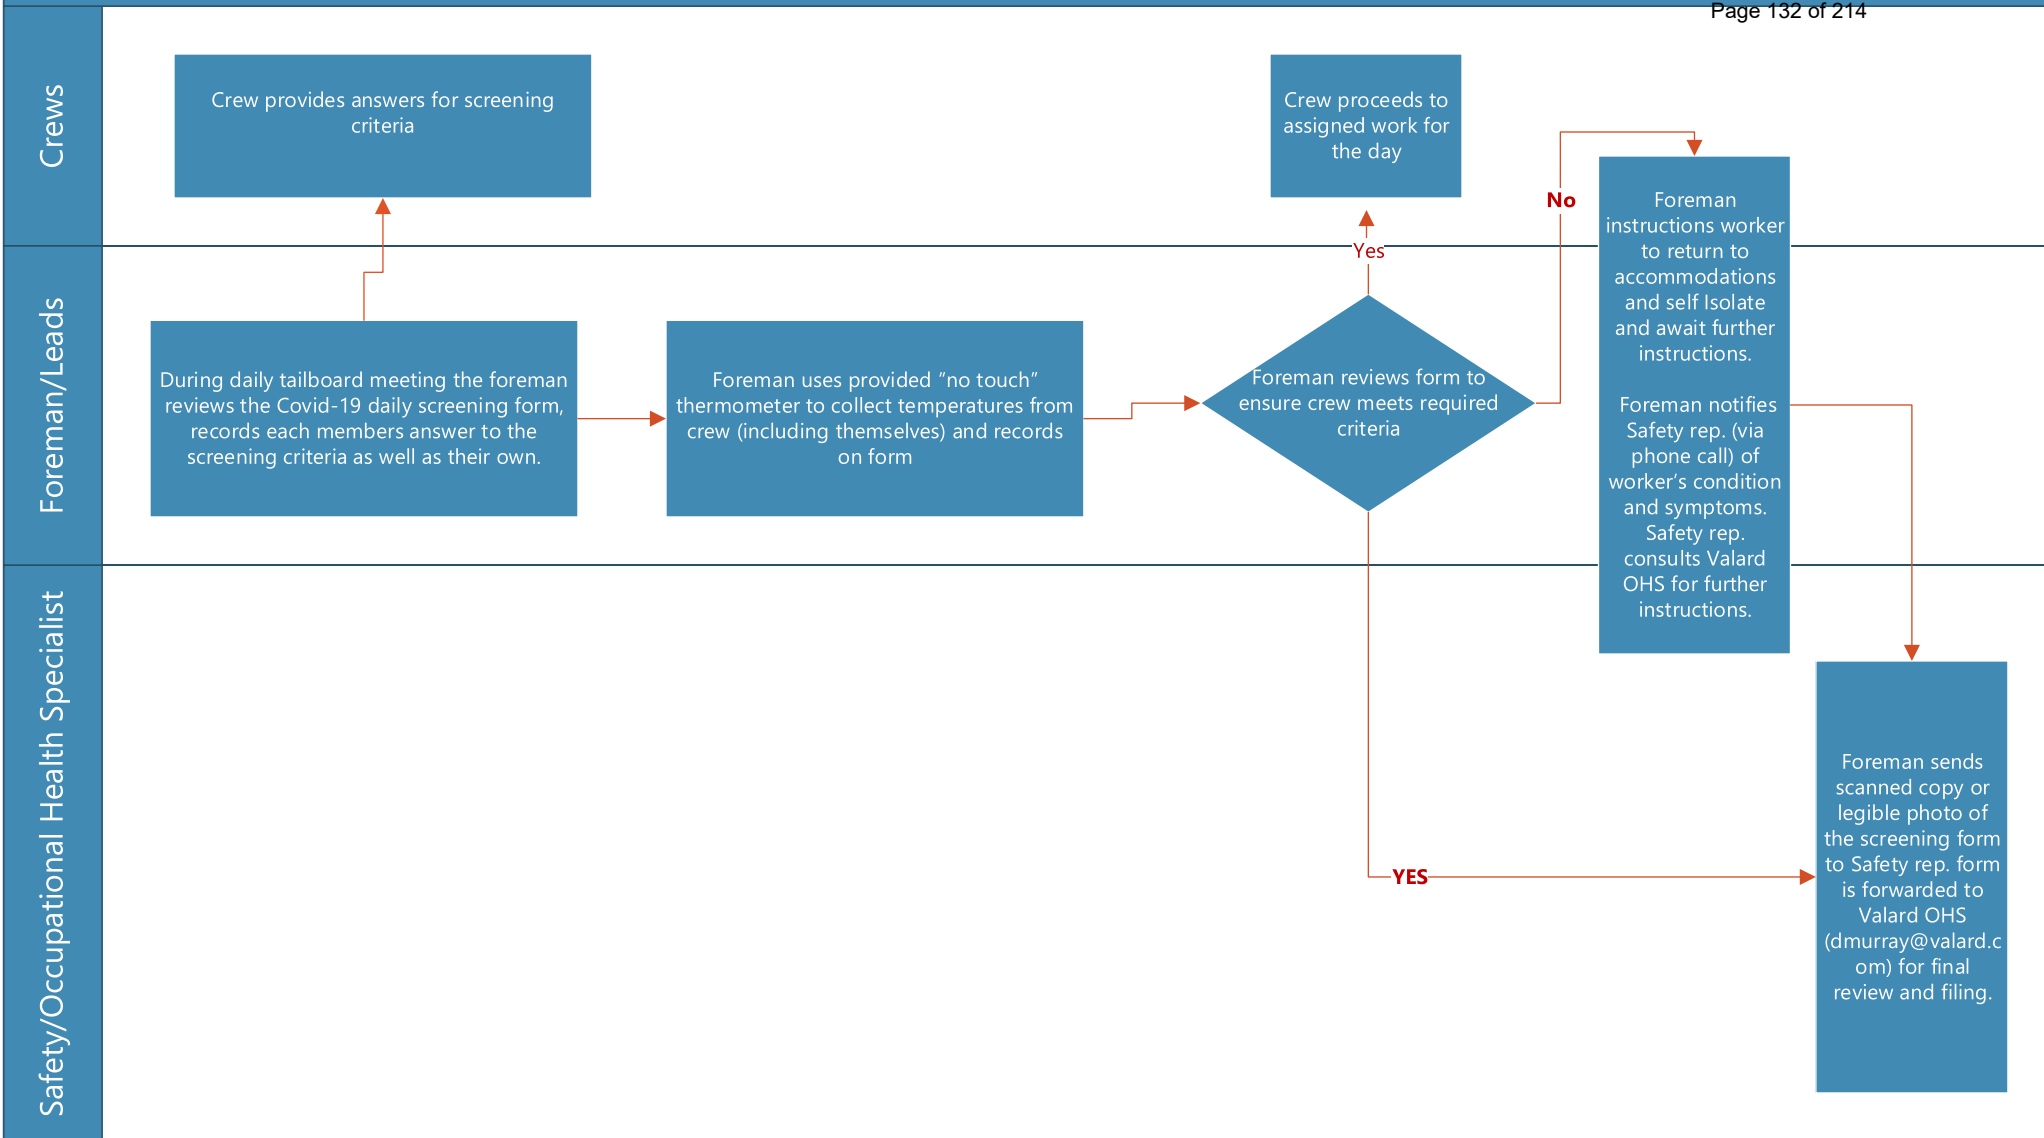 Page 132 of 214
Crews
Crew provides answers for screening
criteria
Crew proceeds to
assigned work for
the day
No
Yes
Foreman
instructions worker
to return to
accommodations
and self Isolate
and await further
instructions.
Foreman notifies
Safety rep. (via
phone call) of
worker’s condition
and symptoms.
Safety rep.
consults Valard
OHS for further
instructions.
Foreman/Leads
During daily tailboard meeting the foreman
reviews the Covid-19 daily screening form,
records each members answer to the
screening criteria as well as their own.
Foreman uses provided “no touch”
thermometer to collect temperatures from
crew (including themselves) and records
on form
Foreman reviews form to
ensure crew meets required
criteria
Safety/Occupational Health Specialist
YES
Foreman sends
scanned copy or
legible photo of
the screening form
to Safety rep. form
is forwarded to
Valard OHS
(dmurray@valard.c
om) for final
review and filing.